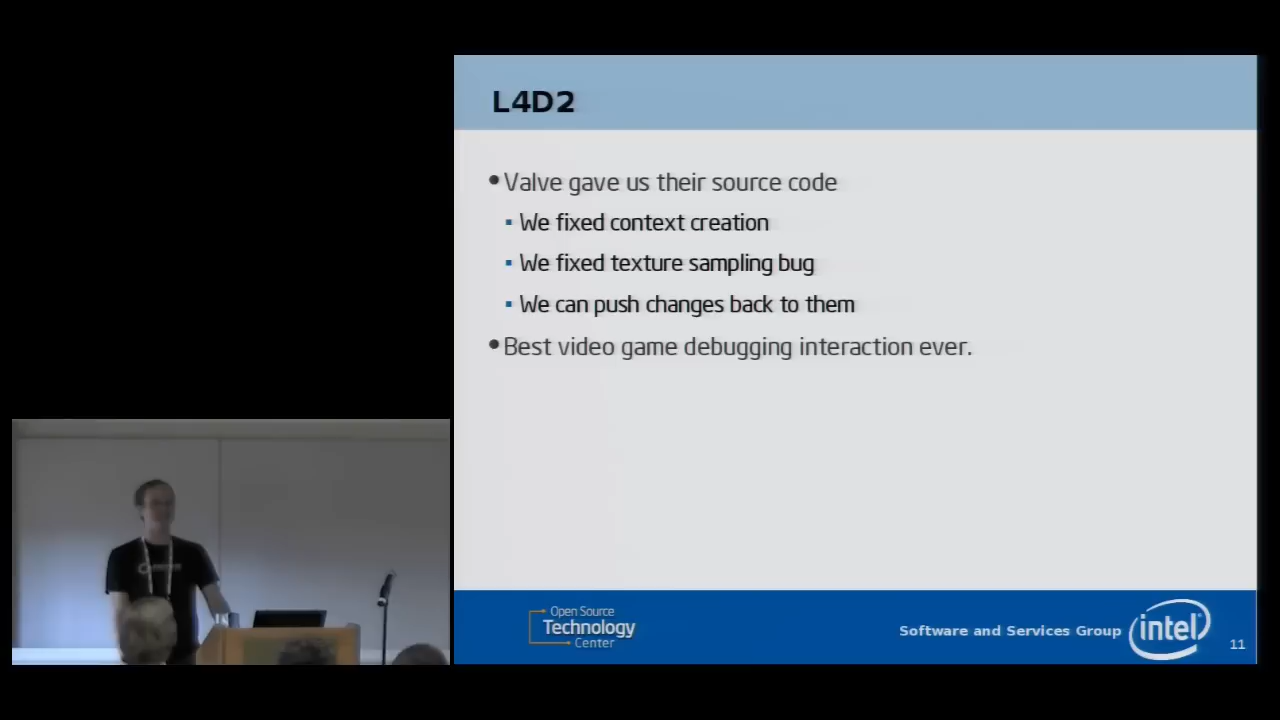 L4D2
Valve gave us their source code
We fixed context creation
We fixed texture sampling bug
We can push changes back to them
Best video game debugging interaction ever.
Open Source
Technology
Center
Software and Services Group
intel
11